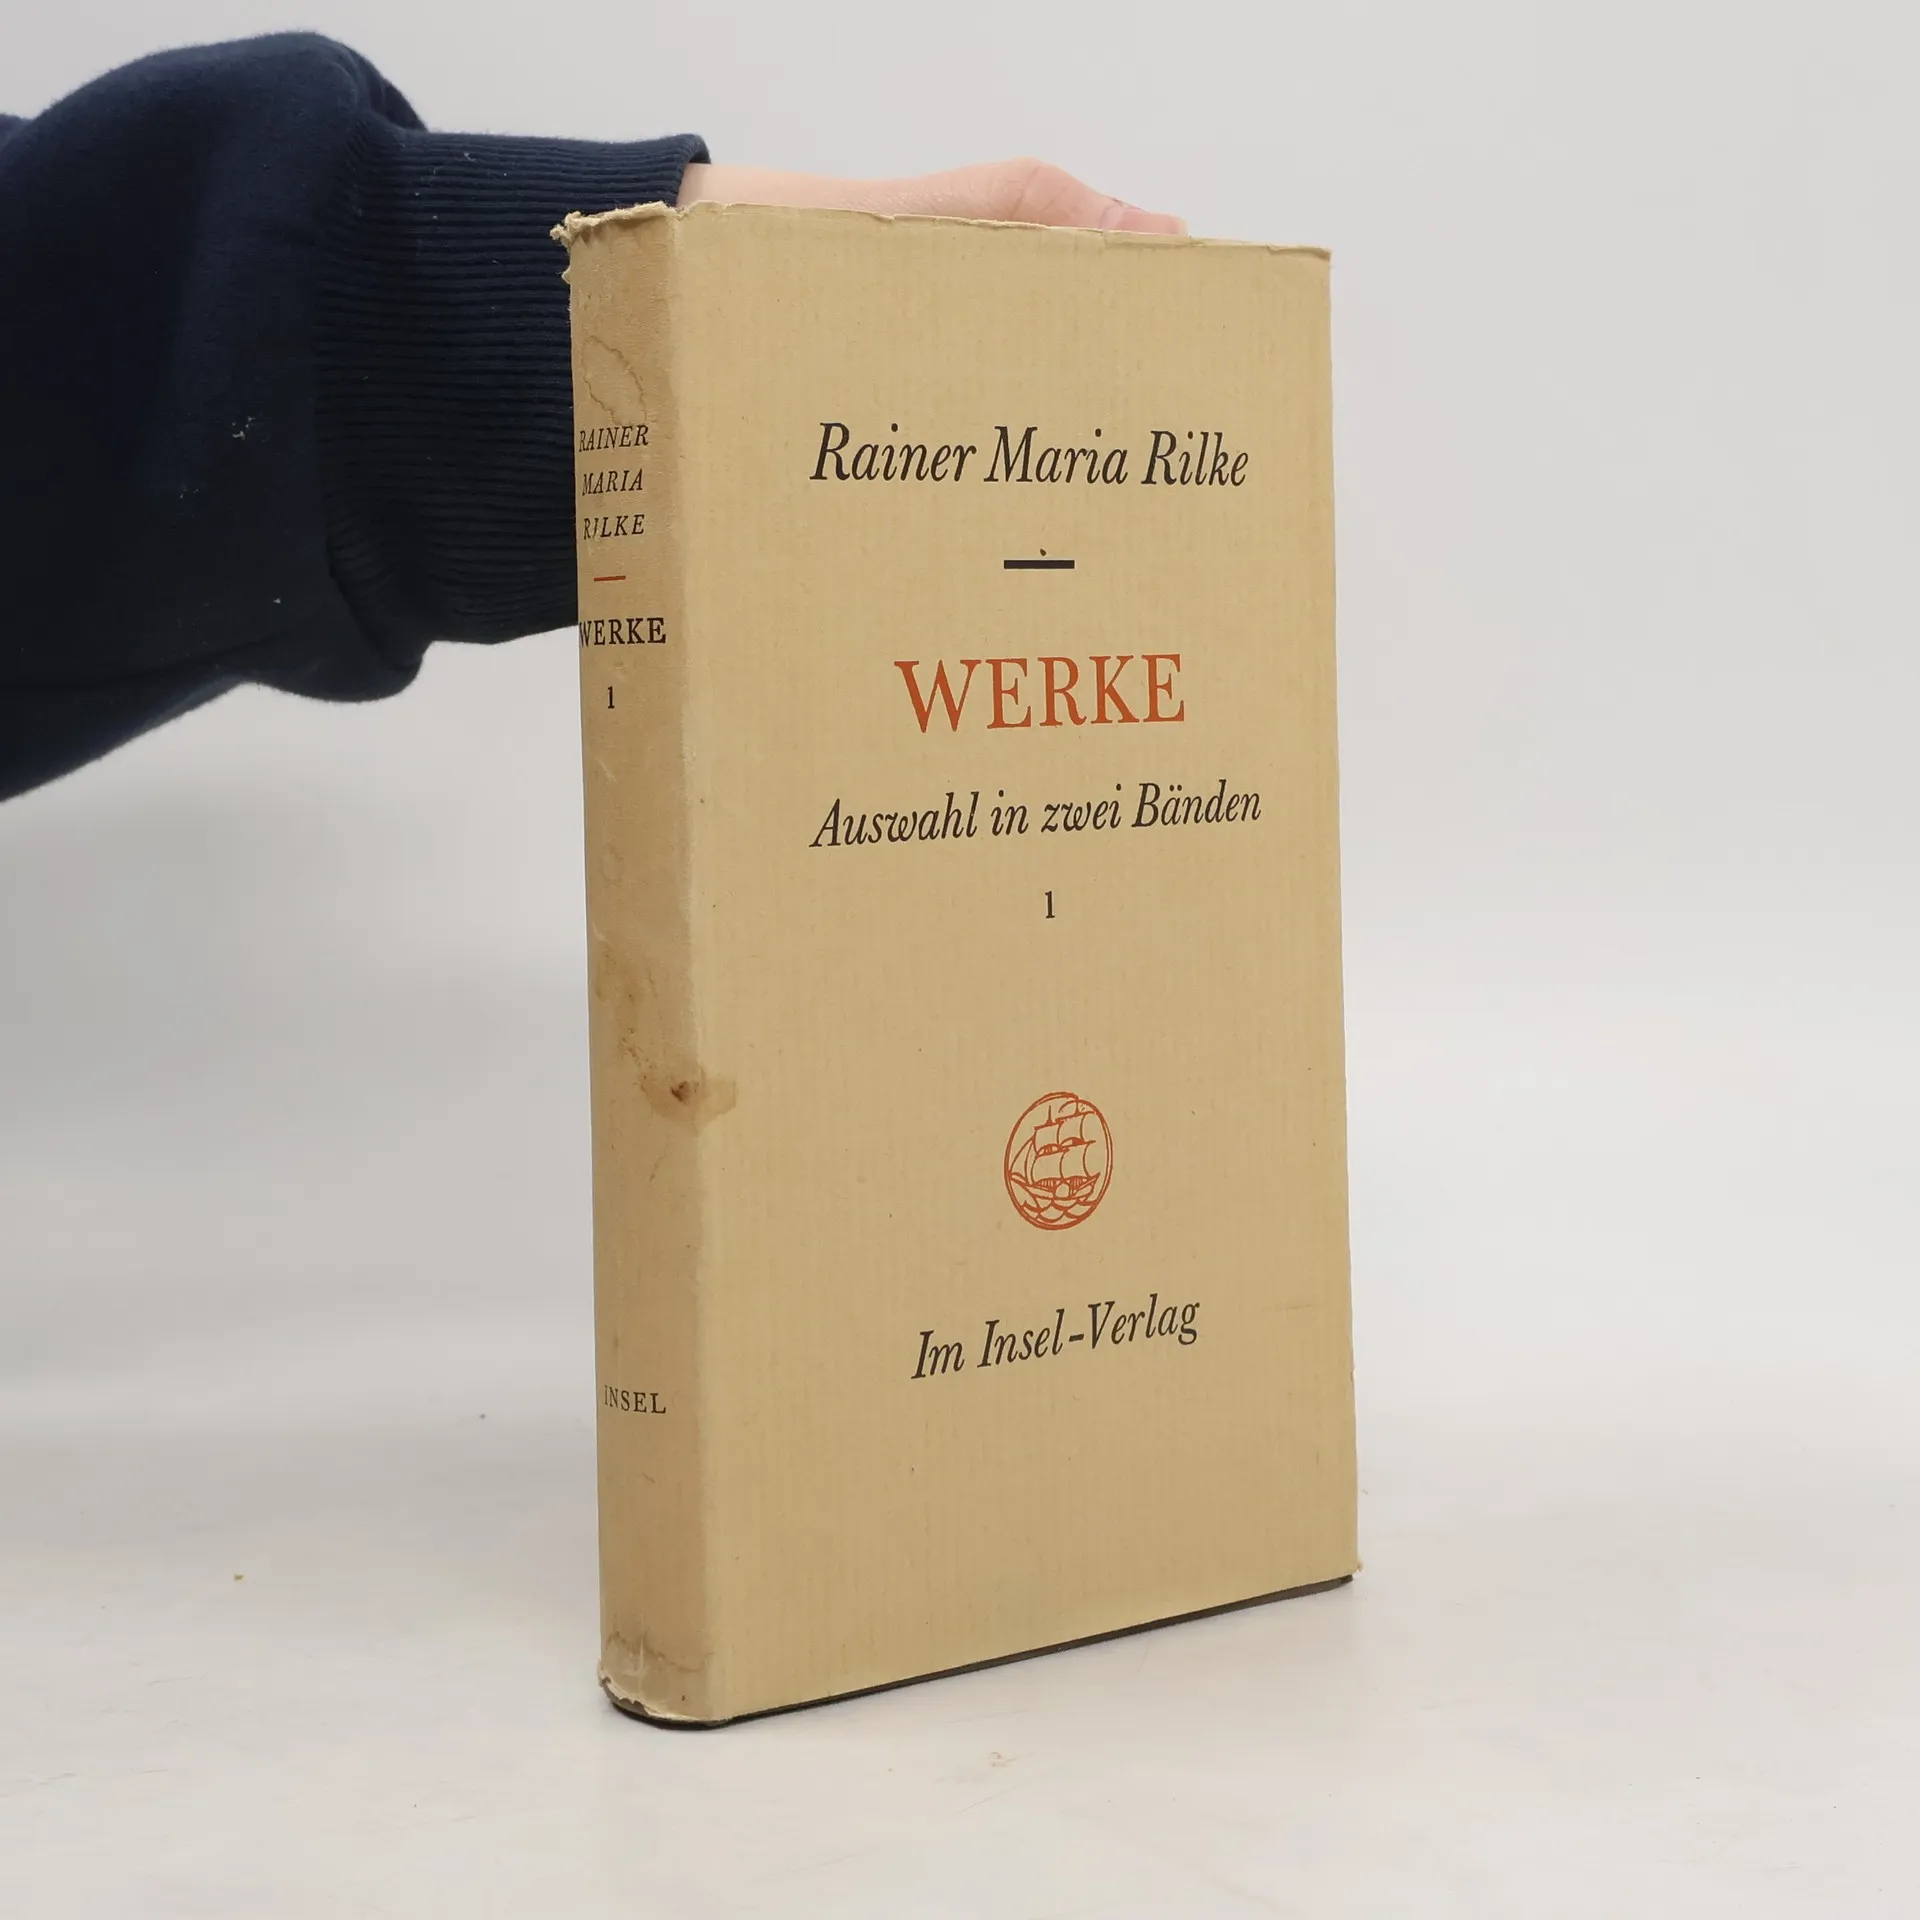 RAINER
MARIA
RILKE
WERKE
1
INSEL
Rainer Maria Rilke
WERKE
Auswahl in zwei Bänden
1
Im Insel-Verlag